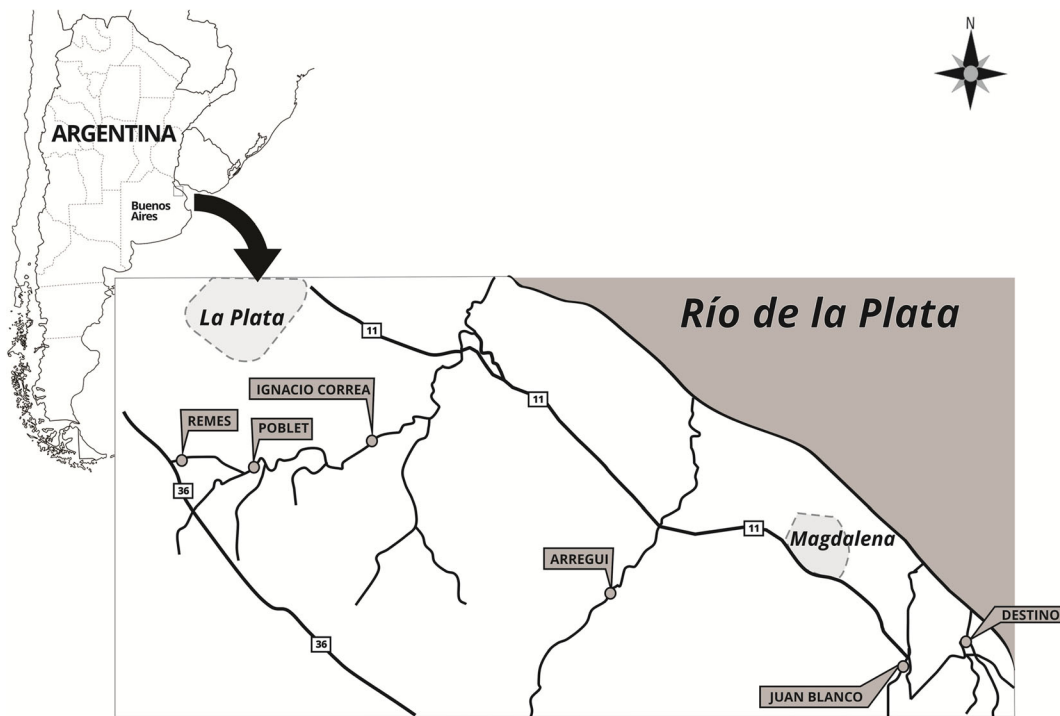 N
ARGENTINA
Buenos
Aires
La Plata
Río de la Plata
11
IGNACIO CORREA
11
REMES
POBLET
36
11
Magdalena
ARREGUI
DESTINO
36
JUAN BLANCO